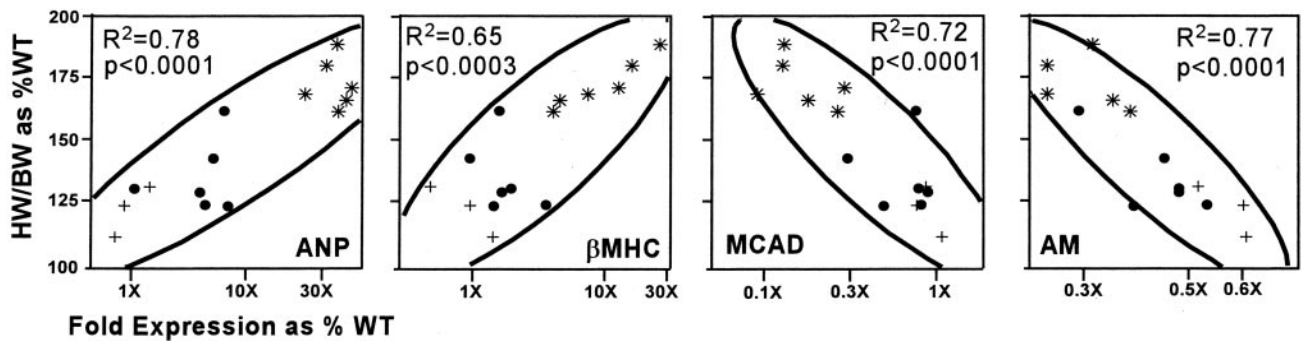 HW/BW as %WT
200
175
150
125
100
R²=0.78
p<0.0001
ANP
1X 10X 30X
R²=0.65
p<0.0003
βMHC
1X 10X 30X
R²=0.72
p<0.0001
MCAD
0.1X 0.3X 1X
R²=0.77
p<0.0001
AM
0.3X 0.5X 0.6X
Fold Expression as % WT